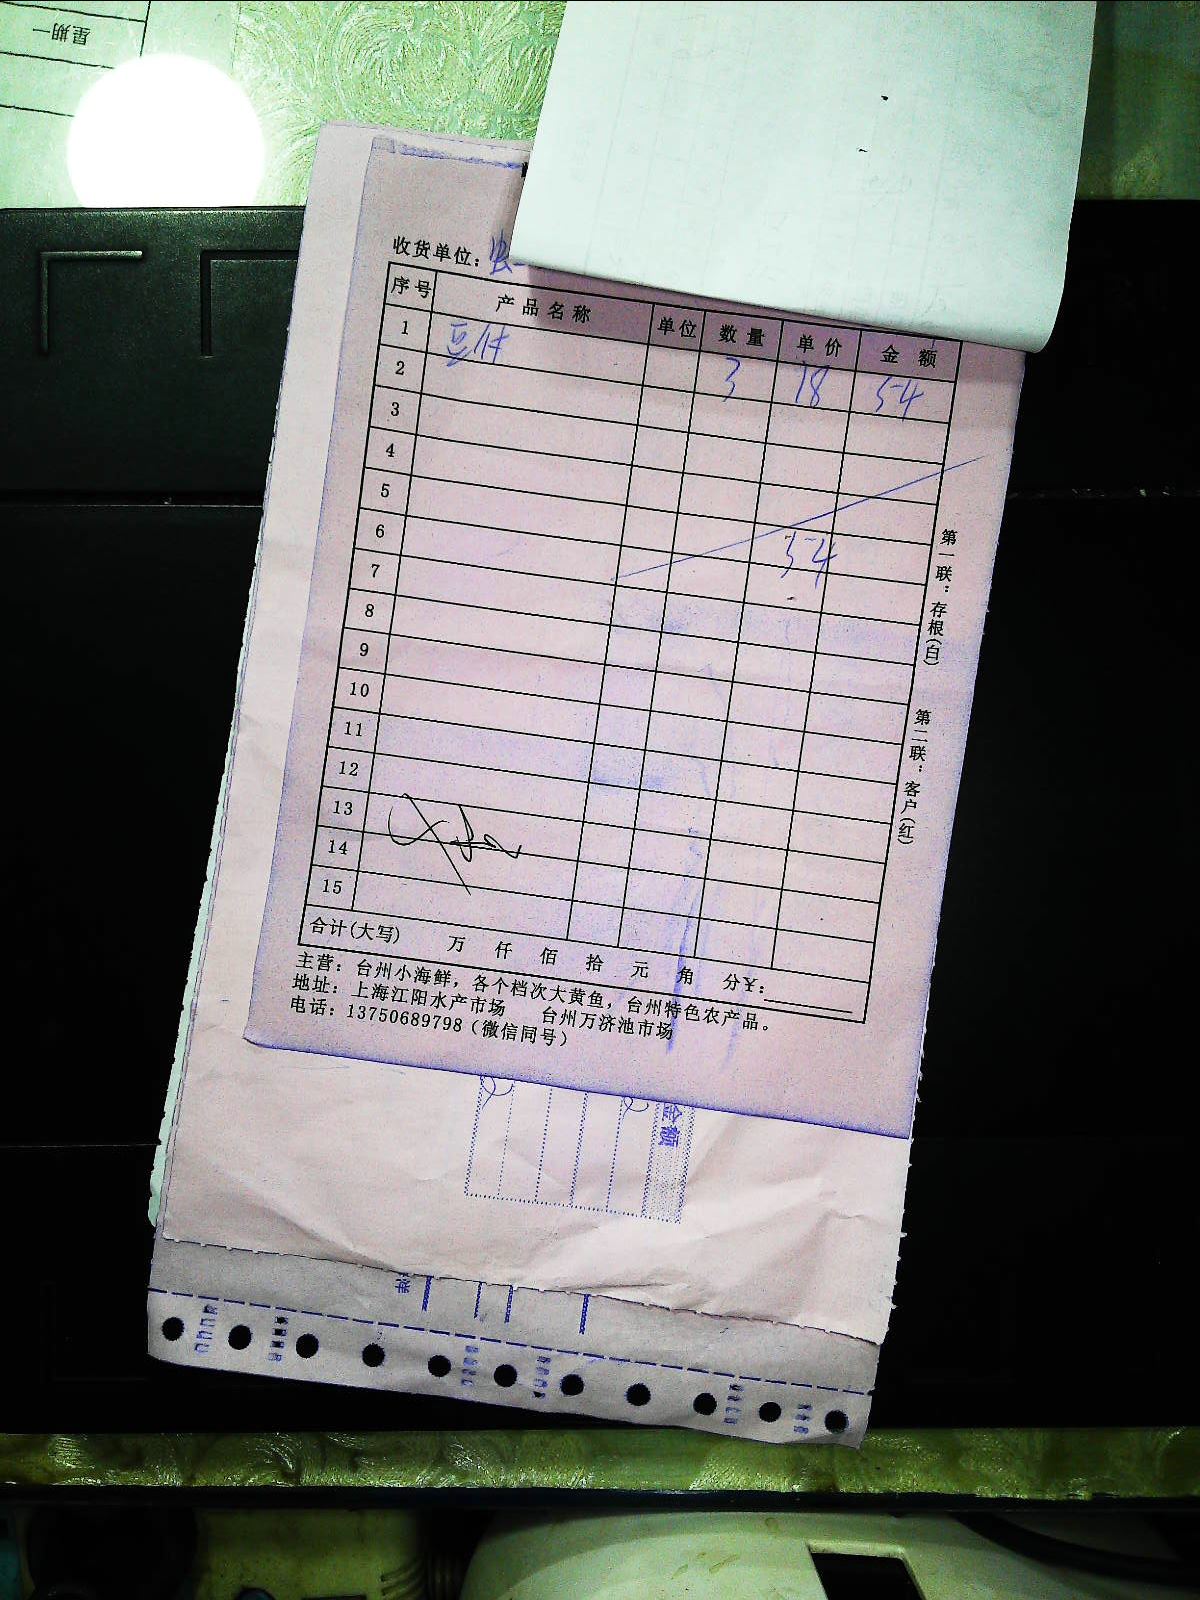 星期一
收货单位：
序号 产品名称 单位 数量 单价 金额
1 豆付 3 18 54
2
3
4
5
6 54
7
8
9
10
11
12
13
14
15
合计(大写) 万 仟 佰 拾 元 角 分¥：
主营：台州小海鲜，各个档次大黄鱼，台州特色农产品。
地址：上海江阳水产市场 台州万济池市场
电话：13750689798（微信同号）
第一联：存根(白)
第二联：客户(红)
金额